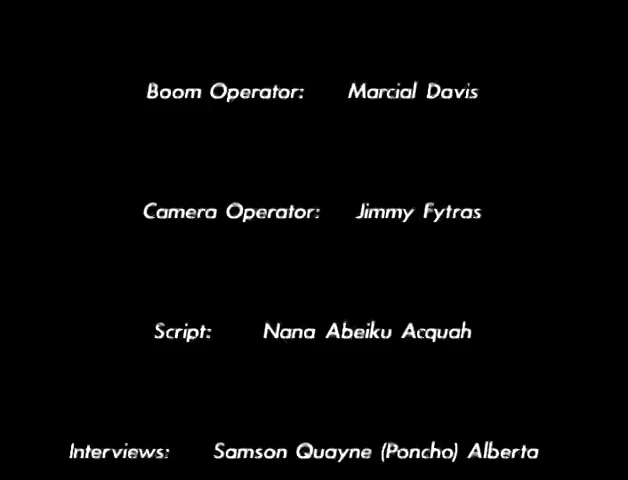 Boom Operator: Marcial Davis
Camera Operator: Jimmy Fytras
Script: Nana Abeiku Acquah
Interviews: Samson Quayne (Poncho) Alberta